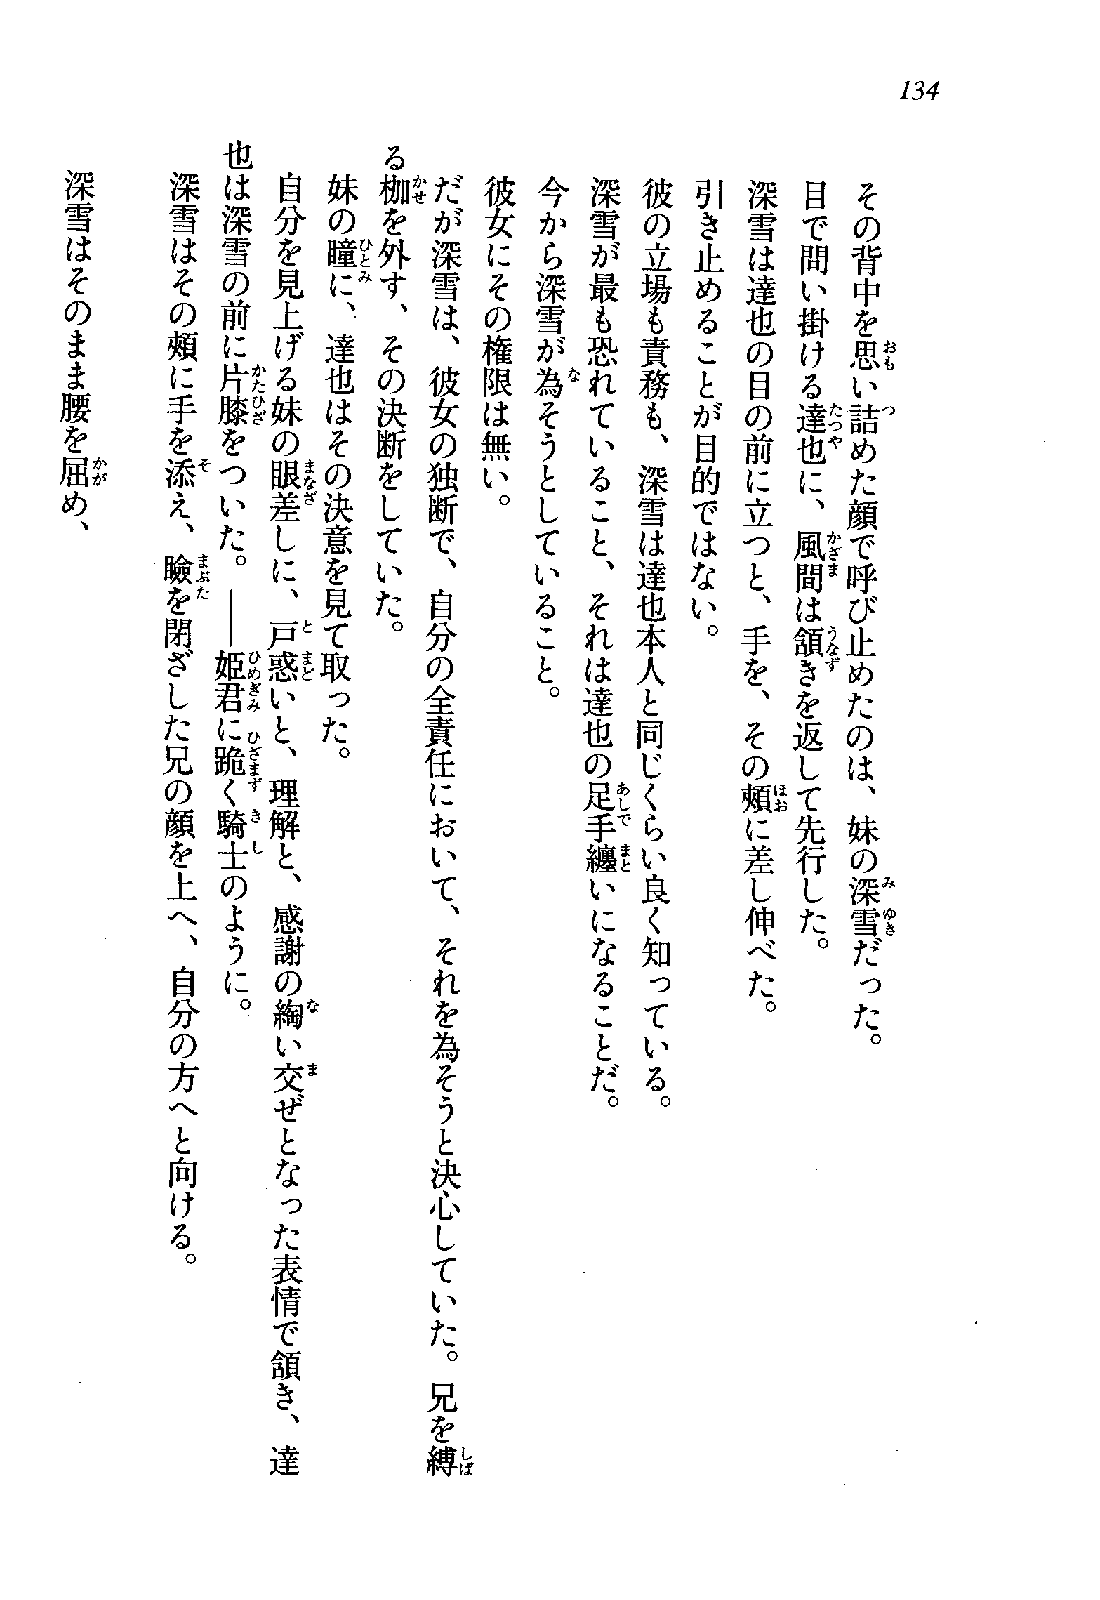 134
その背中を思い詰めた顔で呼び止めたのは、妹の深雪だった。
目で問い掛ける達也に、風間は頷きを返して先行した。
深雪は達也の目の前に立つと、手を、その頰に差し伸べた。
引き止めることが目的ではない。
彼の立場も責務も、深雪は達也本人と同じくらい良く知っている。
深雪が最も恐れていること、それは達也の足手纏いになることだ。
今から深雪が為そうとしていること。
彼女にその権限は無い。
だが深雪は、彼女の独断で、自分の全責任において、それを為そうと決心していた。兄を縛
る枷を外す、その決断をしていた。
妹の瞳に、達也はその決意を見て取った。
自分を見上げる妹の眼差しに、戸惑いと、理解と、感謝の綯い交ぜとなった表情で頷き、達
也は深雪の前に片膝をついた。――姫君に跪く騎士のように。
深雪はその頰に手を添え、瞼を閉ざした兄の顔を上へ、自分の方へと向ける。
深雪はそのまま腰を屈め、